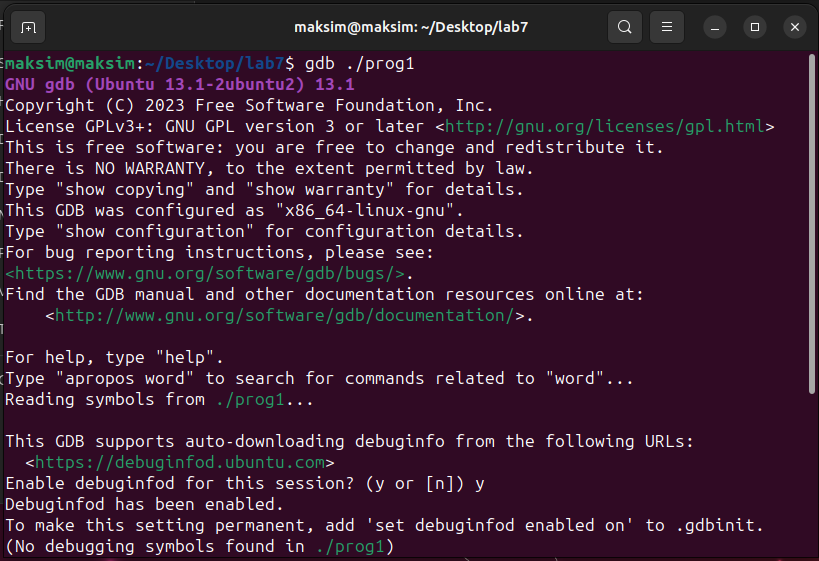 maksim@maksim: ~/Desktop/lab7
maksim@maksim:~/Desktop/lab7$ gdb ./prog1
GNU gdb (Ubuntu 13.1-2ubuntu2) 13.1
Copyright (C) 2023 Free Software Foundation, Inc.
License GPLv3+: GNU GPL version 3 or later <http://gnu.org/licenses/gpl.html>
This is free software: you are free to change and redistribute it.
There is NO WARRANTY, to the extent permitted by law.
Type "show copying" and "show warranty" for details.
This GDB was configured as "x86_64-linux-gnu".
Type "show configuration" for configuration details.
For bug reporting instructions, please see:
<https://www.gnu.org/software/gdb/bugs/>.
Find the GDB manual and other documentation resources online at:
    <http://www.gnu.org/software/gdb/documentation/>.

For help, type "help".
Type "apropos word" to search for commands related to "word"...
Reading symbols from ./prog1...

This GDB supports auto-downloading debuginfo from the following URLs:
  <https://debuginfod.ubuntu.com>
Enable debuginfod for this session? (y or [n]) y
Debuginfod has been enabled.
To make this setting permanent, add 'set debuginfod enabled on' to .gdbinit.
(No debugging symbols found in ./prog1)